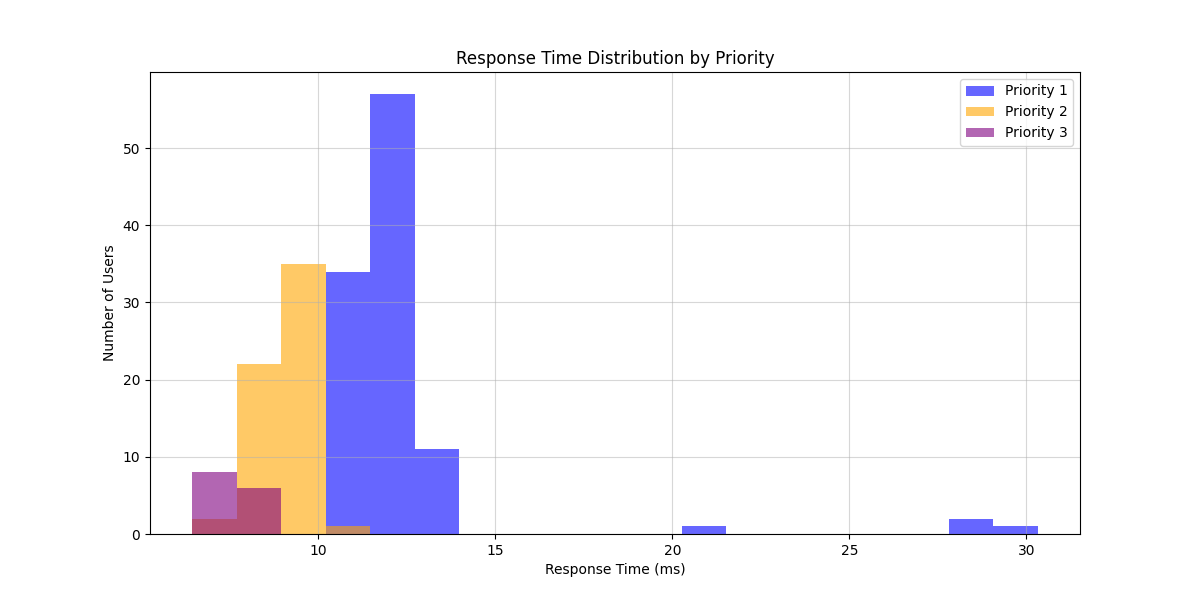 Response Time Distribution by Priority
Priority 1
Priority 2
Priority 3
Number of Users
50
40
30
20
10
0
10 15 20 25 30
Response Time (ms)